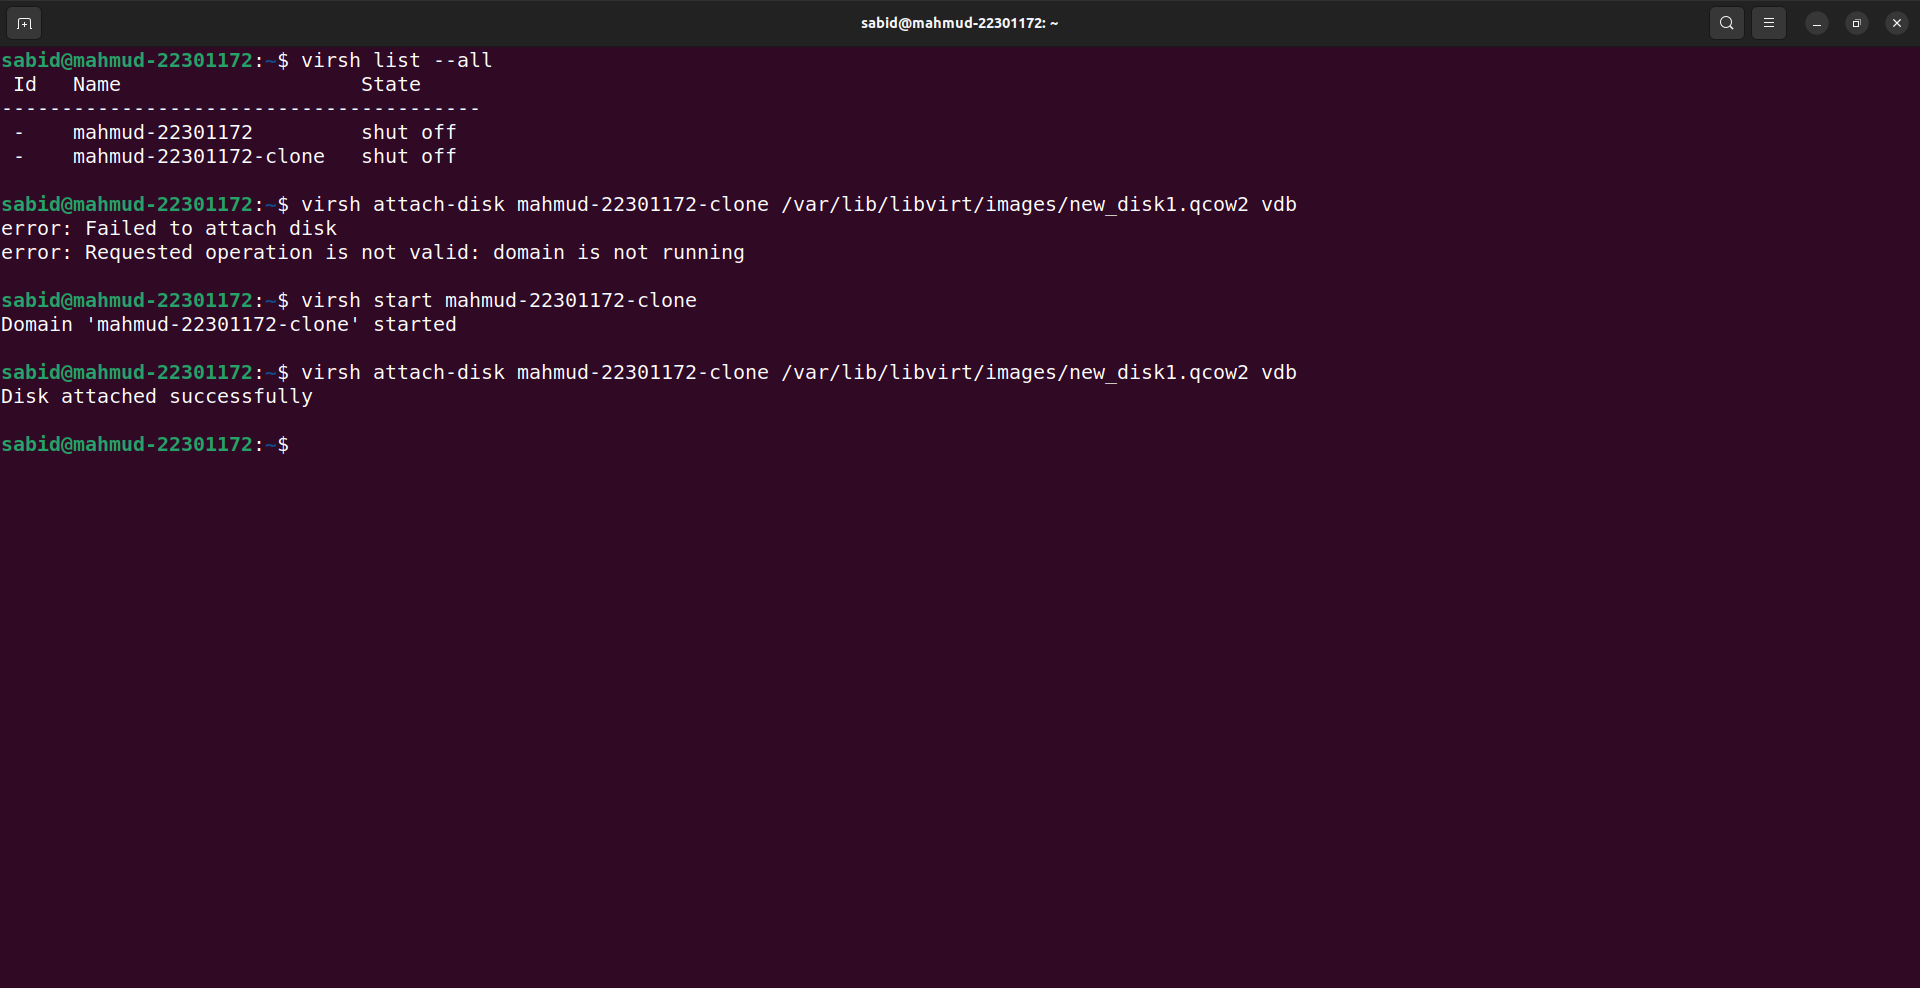 sabid@mahmud-22301172: ~
sabid@mahmud-22301172:~$ virsh list --all
 Id   Name                    State
----------------------------------------
 -    mahmud-22301172         shut off
 -    mahmud-22301172-clone   shut off

sabid@mahmud-22301172:~$ virsh attach-disk mahmud-22301172-clone /var/lib/libvirt/images/new_disk1.qcow2 vdb
error: Failed to attach disk
error: Requested operation is not valid: domain is not running

sabid@mahmud-22301172:~$ virsh start mahmud-22301172-clone
Domain 'mahmud-22301172-clone' started

sabid@mahmud-22301172:~$ virsh attach-disk mahmud-22301172-clone /var/lib/libvirt/images/new_disk1.qcow2 vdb
Disk attached successfully

sabid@mahmud-22301172:~$